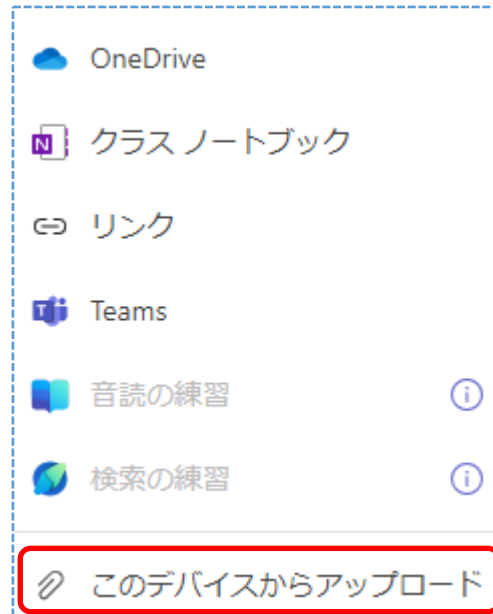 OneDrive
クラス ノートブック
リンク
Teams
音読の練習
検索の練習
このデバイスからアップロード